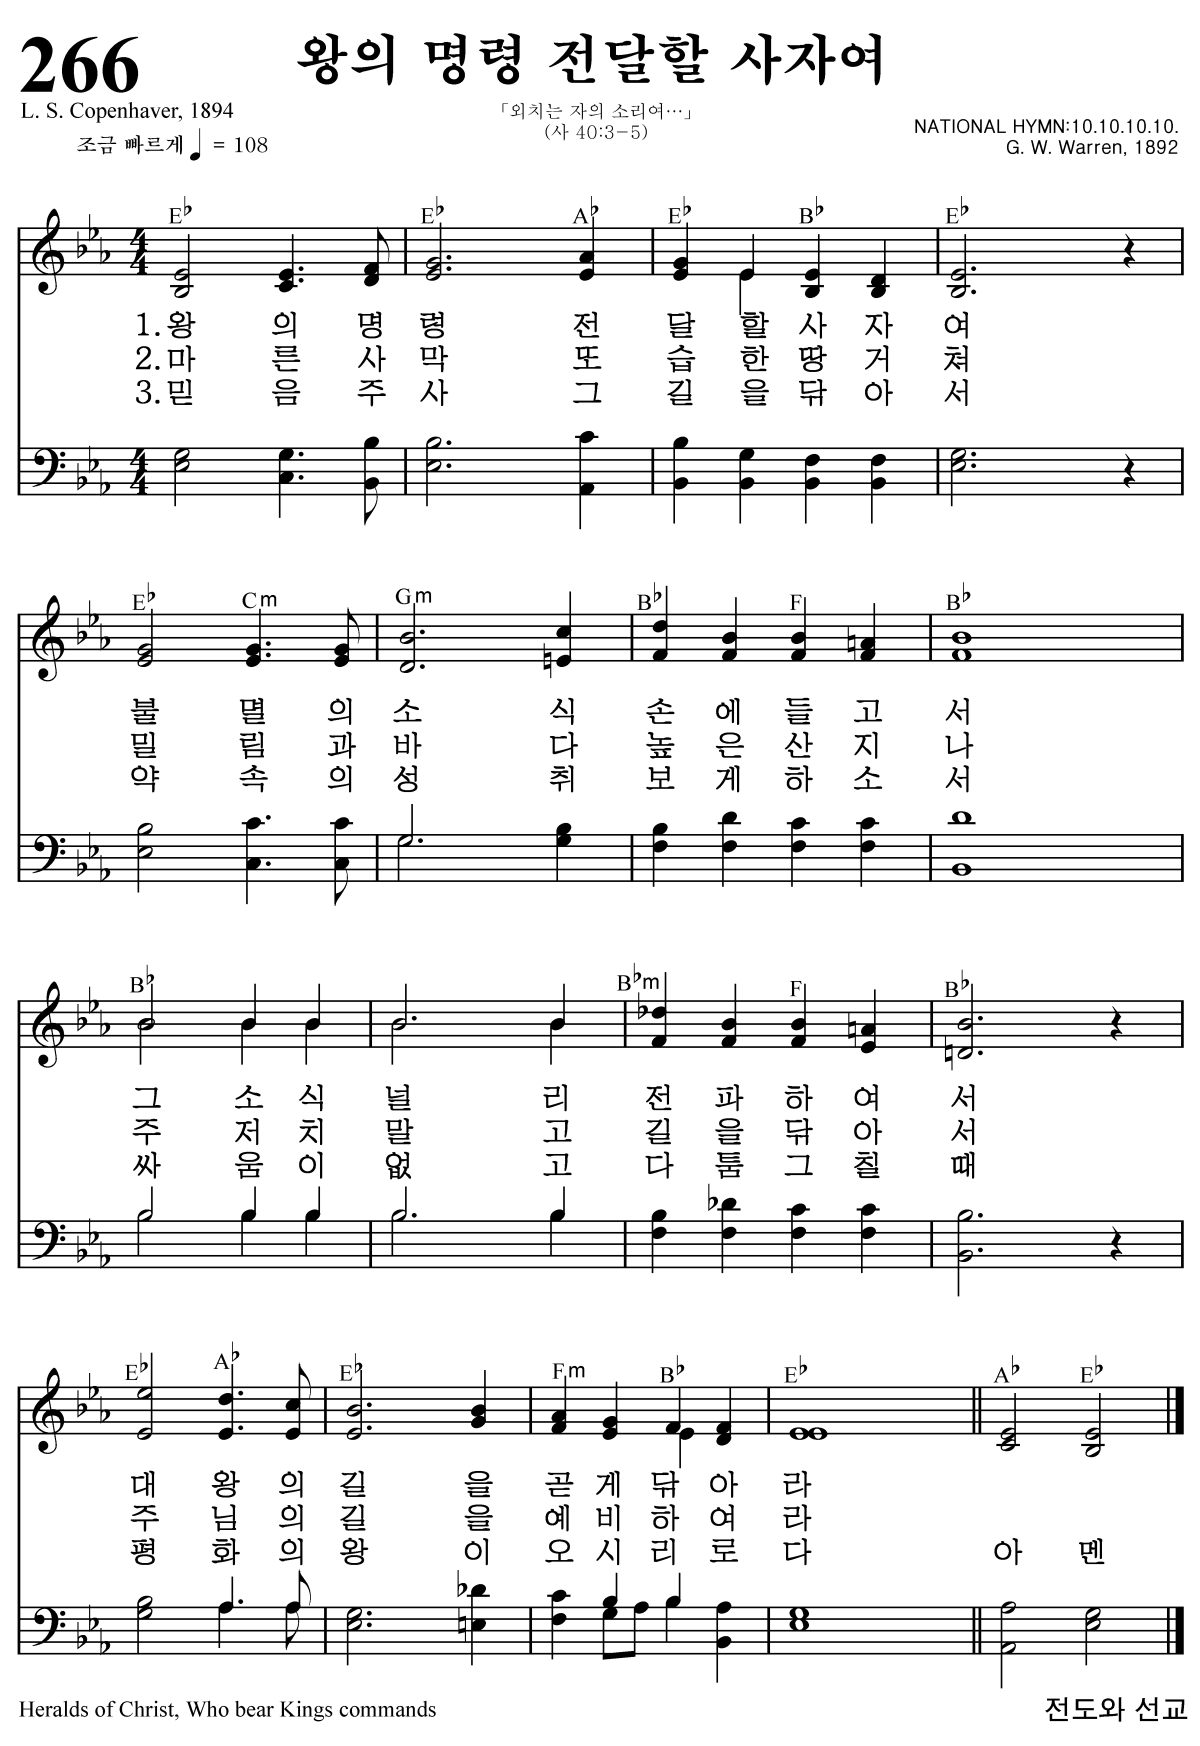 266
왕의 명령 전달할 사자여
L. S. Copenhaver, 1894
「외치는 자의 소리여…」
(사 40:3-5)
조금 빠르게 ♩ = 108
NATIONAL HYMN:10.10.10.10.
G. W. Warren, 1892
E♭ E♭ A♭ E♭ B♭ E♭
1.왕 의 명 령 전 달 할 사 자 여
2.마 른 사 막 또 습 한 땅 거 쳐
3.믿 음 주 사 그 길 을 닦 아 서
E♭ Cm Gm B♭ F B♭
불 멸 의 소 식 손 에 들 고 서
밀 림 과 바 다 높 은 산 지 나
약 속 의 성 취 보 게 하 소 서
B♭ B♭m F B♭
그 소 식 널 리 전 파 하 여 서
주 저 치 말 고 길 을 닦 아 서
싸 움 이 없 고 다 툼 그 칠 때
E♭ A♭ E♭ Fm B♭ E♭ A♭ E♭
대 왕 의 길 을 곧 게 닦 아 라
주 님 의 길 을 예 비 하 여 라
평 화 의 왕 이 오 시 리 로 다 아 멘
Heralds of Christ, Who bear Kings commands
전도와 선교